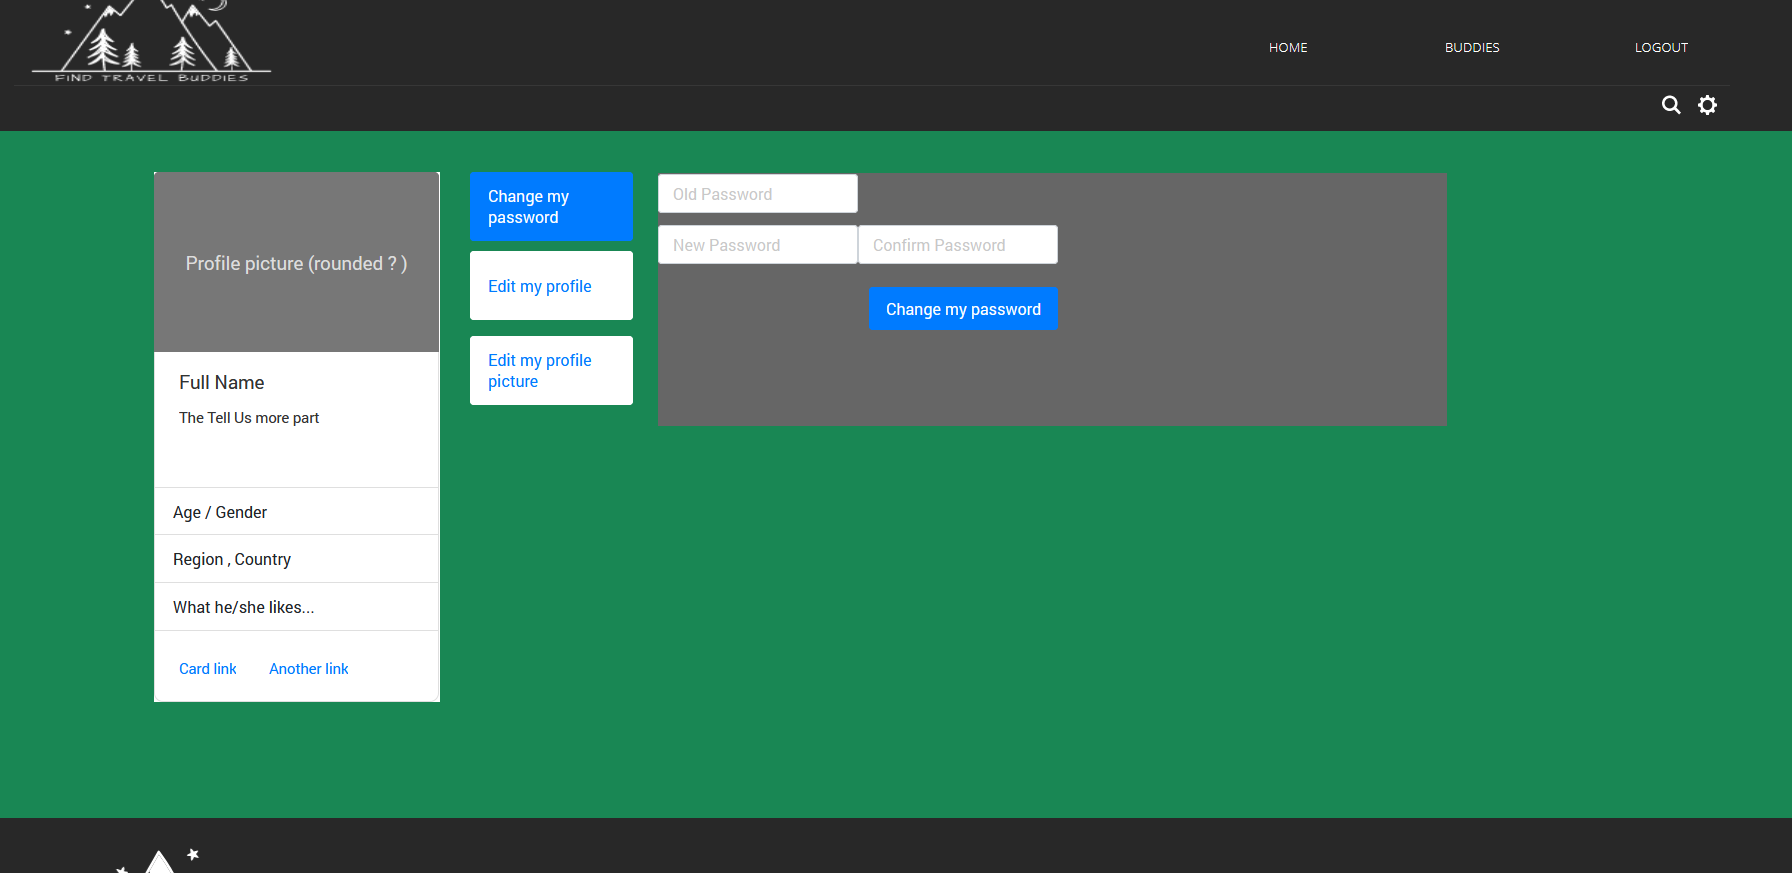 FIND TRAVEL BUDDIES
HOME
BUDDIES
LOGOUT
Profile picture (rounded ? )
Full Name
The Tell Us more part
Age / Gender
Region , Country
What he/she likes...
Card link
Another link
Change my
password
Edit my profile
Edit my profile
picture
Old Password
New Password
Confirm Password
Change my password